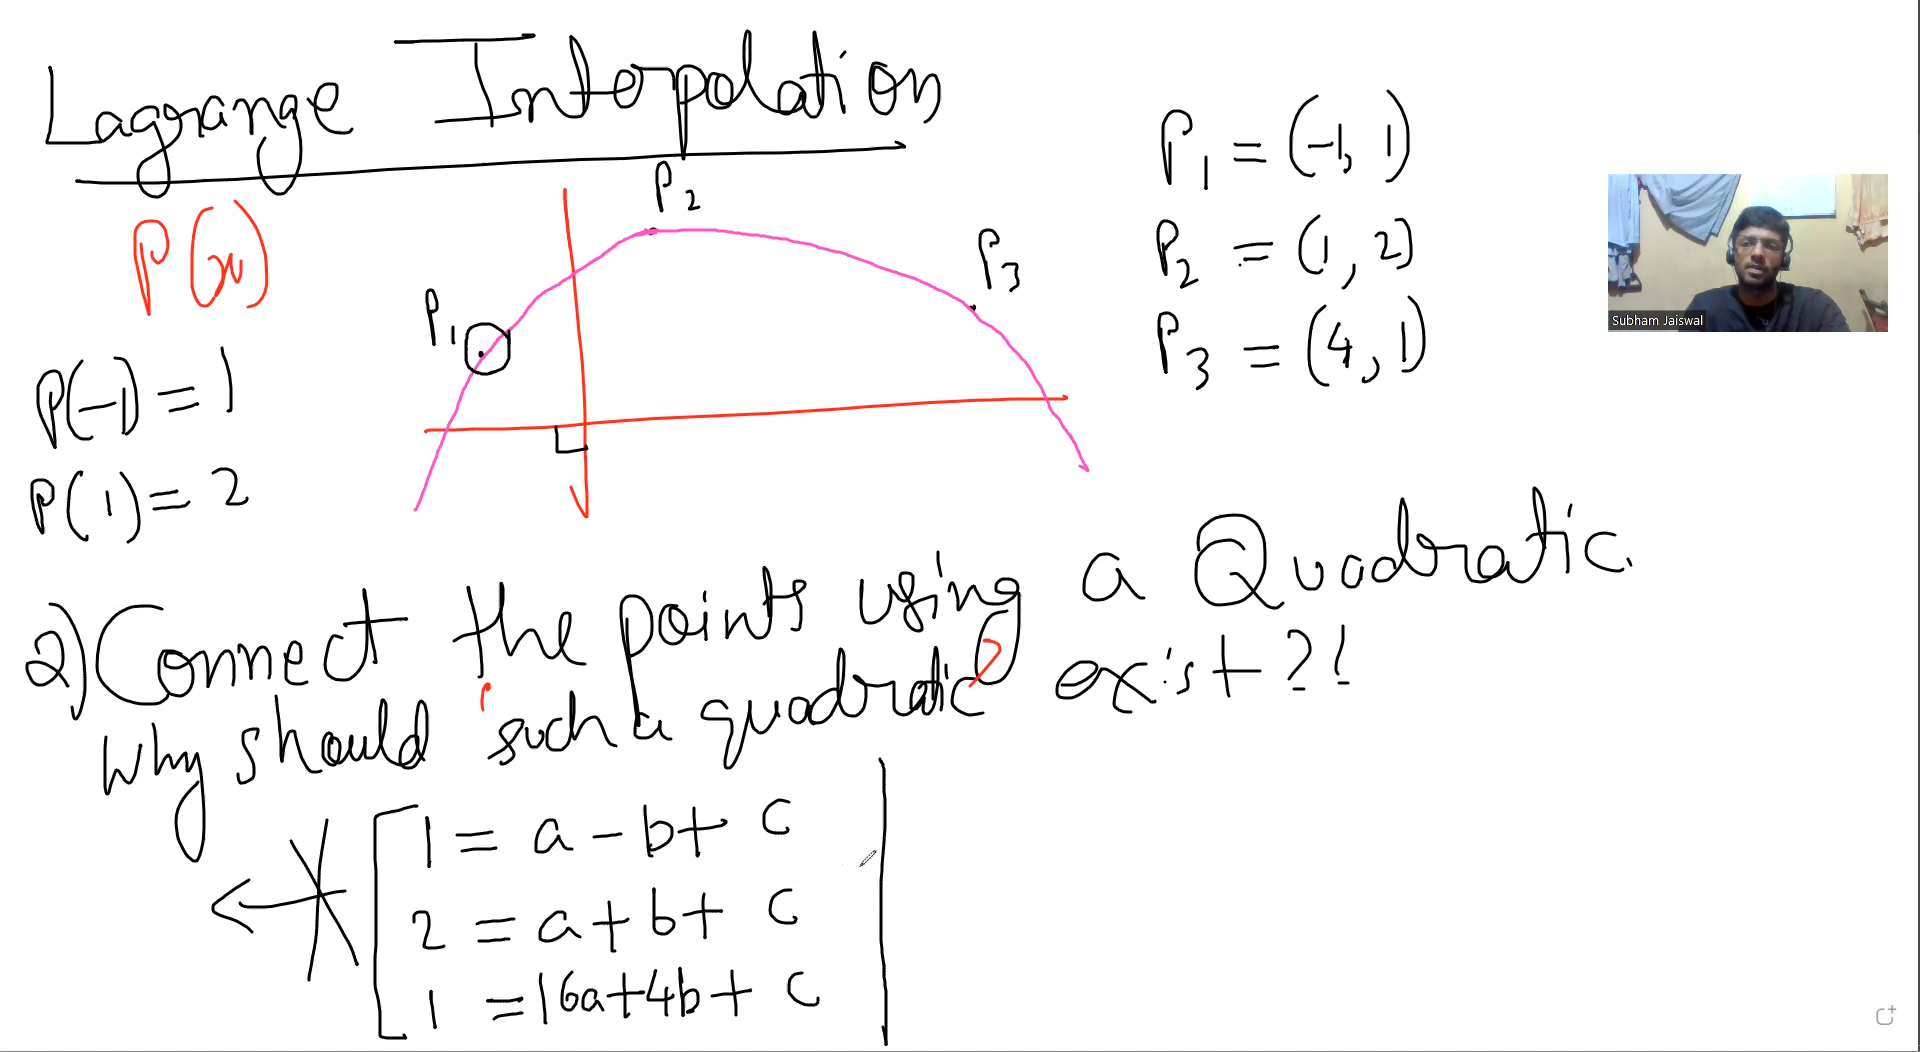 Lagrange Interpolation
P(x)
P(-1) = 1
P(1) = 2
P1
P2
P3
P1 = (-1, 1)
P2 = (1, 2)
P3 = (4, 1)
Subham Jaiswal
2) Connect the points using a Quadratic.
Why should such a quadratic exist?!
1 = a - b + c
2 = a + b + c
1 = 16a + 4b + c